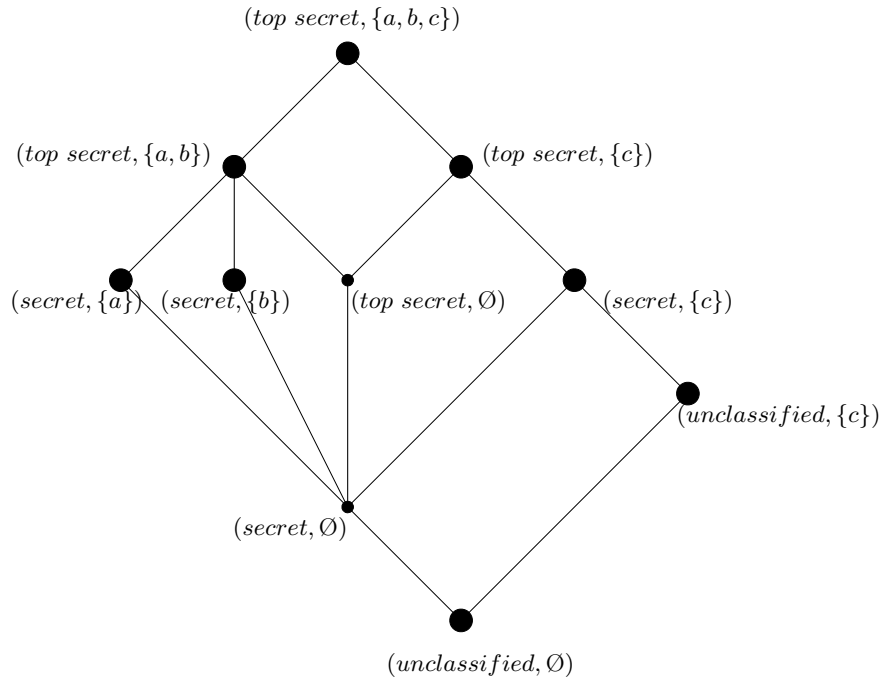 (top secret, {a, b, c})
(top secret, {a, b})
(top secret, {c})
(secret, {a})
(secret, {b})
(top secret, Ø)
(secret, {c})
(unclassified, {c})
(secret, Ø)
(unclassified, Ø)